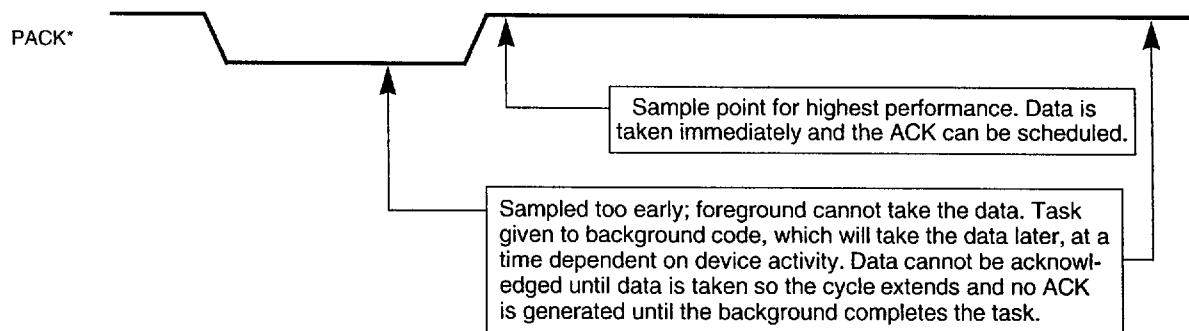 PACK*
Sample point for highest performance. Data is
taken immediately and the ACK can be scheduled.
Sampled too early; foreground cannot take the data. Task
given to background code, which will take the data later, at a
time dependent on device activity. Data cannot be acknowl-
edged until data is taken so the cycle extends and no ACK
is generated until the background completes the task.